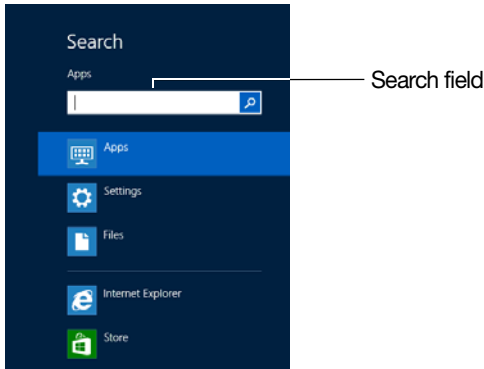 Search
Apps
Search field
Apps
Settings
Files
Internet Explorer
Store